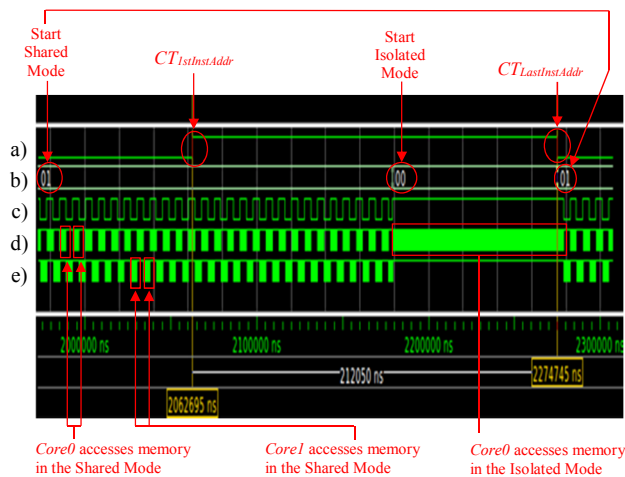 Start
Shared
Mode
CT1stInstAddr
Start
Isolated
Mode
CTLastInstAddr
a)
b)
01
00
01
c)
d)
e)
2000000 ns
2100000 ns
2200000 ns
2300000 ns
212050 ns
2274745 ns
2062695 ns
Core0 accesses memory
in the Shared Mode
Core1 accesses memory
in the Shared Mode
Core0 accesses memory
in the Isolated Mode